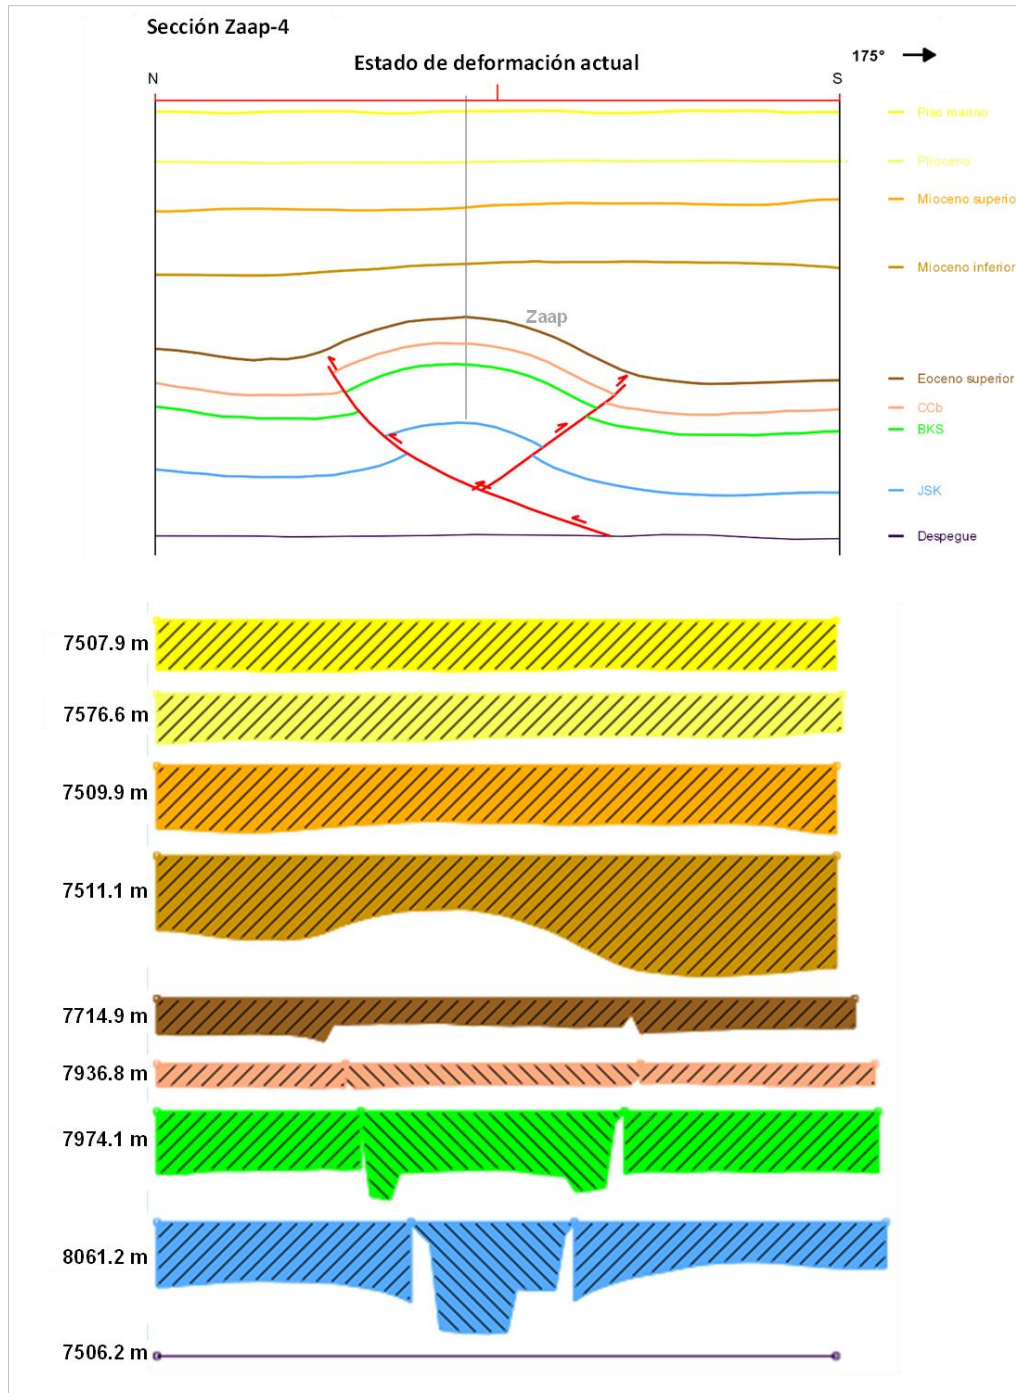 Sección Zaap-4
Estado de deformación actual
175°
N
S
Piso marino
Plioceno
Mioceno superio
Mioceno inferior
Zaap
Eoceno superior
CCb
BKS
JSK
Despegue
7507.9 m
7576.6 m
7509.9 m
7511.1 m
7714.9 m
7936.8 m
7974.1 m
8061.2 m
7506.2 m